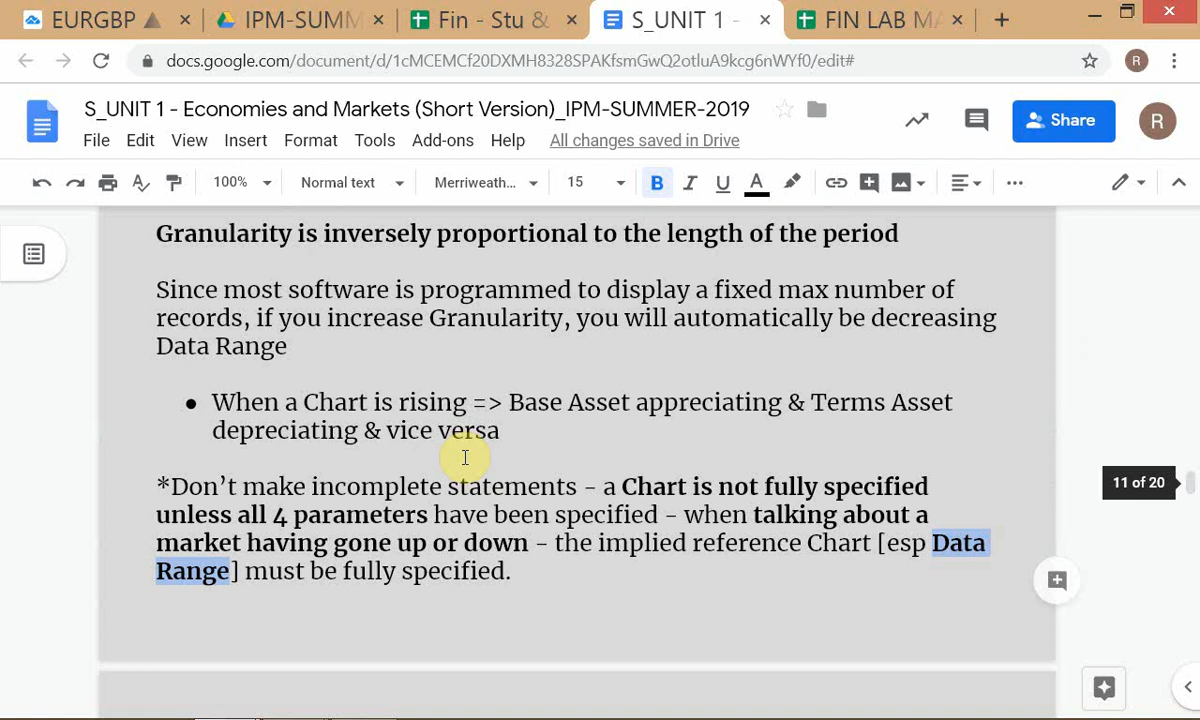 EURGBP
IPM-SUMM
Fin - Stu &
S_UNIT 1 -
FIN LAB MA
docs.google.com/document/d/1cMCEMCf20DXMH8328SPAKfsmGwQ2otluA9kcg6nWYf0/edit#
R
S_UNIT 1 - Economies and Markets (Short Version)_IPM-SUMMER-2019
File Edit View Insert Format Tools Add-ons Help All changes saved in Drive
Share
R
100% Normal text Merriweath... 15 B I U A
Granularity is inversely proportional to the length of the period
Since most software is programmed to display a fixed max number of
records, if you increase Granularity, you will automatically be decreasing
Data Range
● When a Chart is rising => Base Asset appreciating & Terms Asset
depreciating & vice versa
*Don’t make incomplete statements - a Chart is not fully specified
unless all 4 parameters have been specified - when talking about a
market having gone up or down - the implied reference Chart [esp Data
Range] must be fully specified.
11 of 20